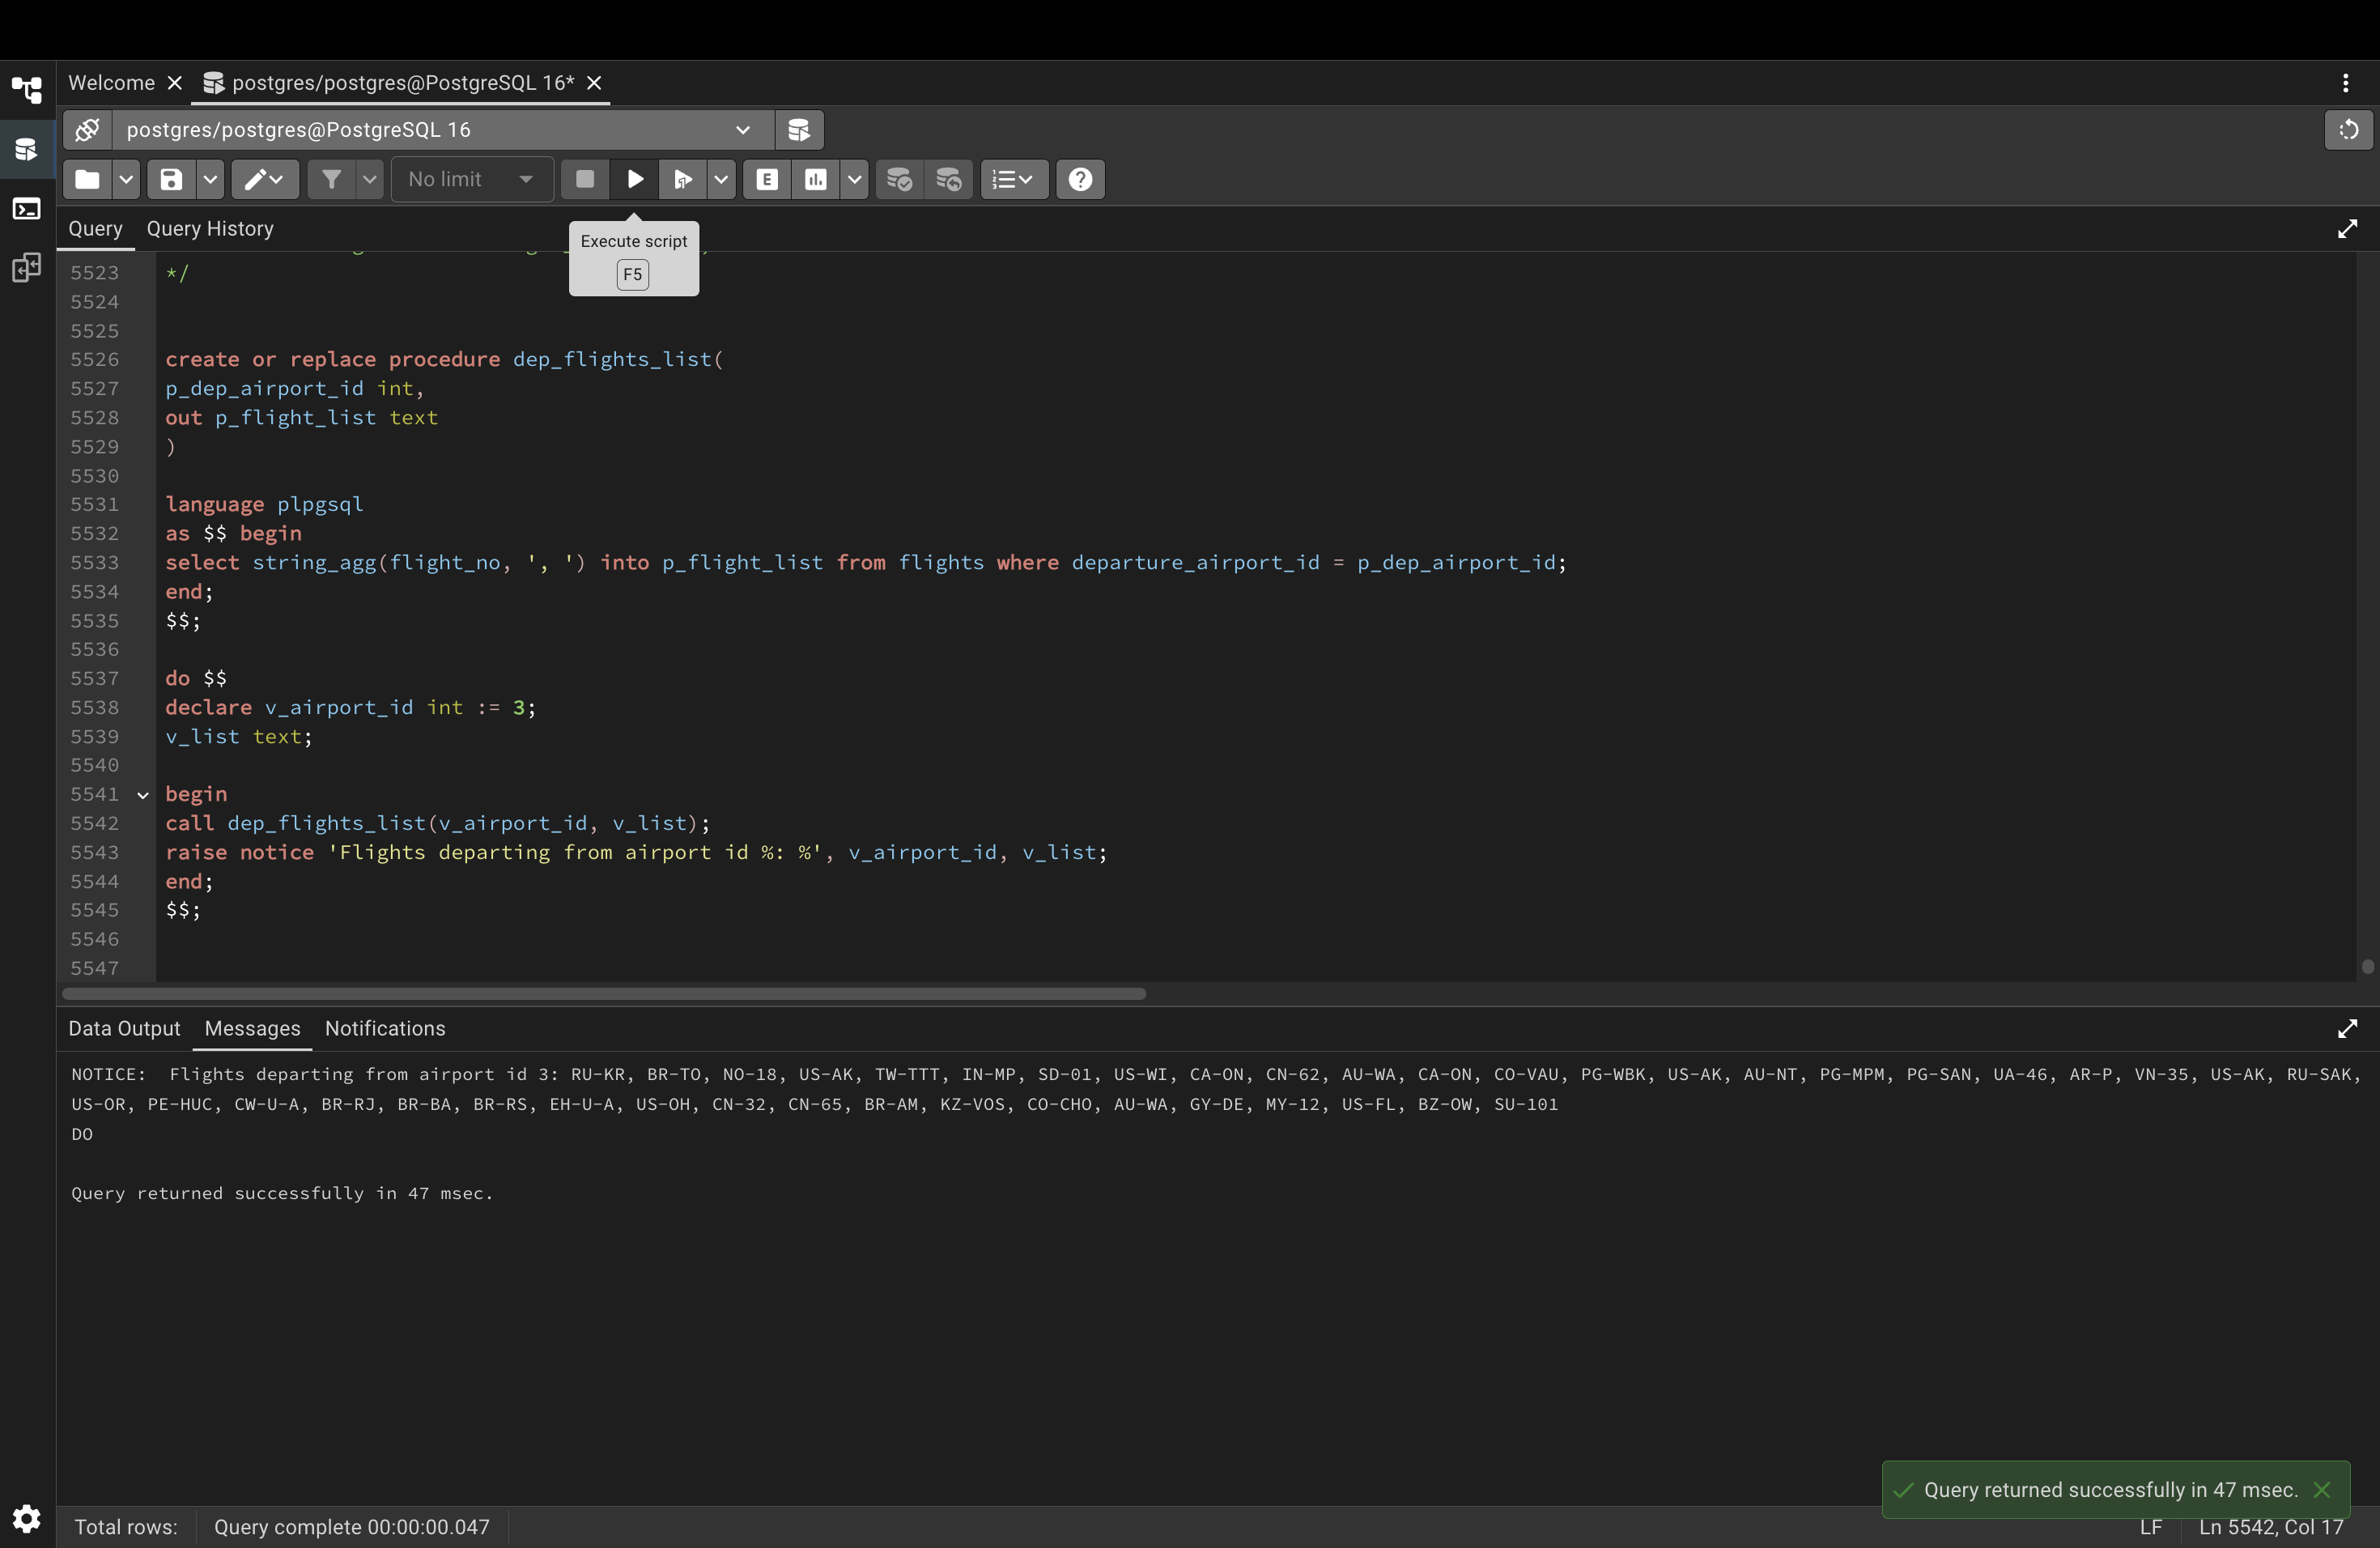 Welcome
postgres/postgres@PostgreSQL 16*
postgres/postgres@PostgreSQL 16
No limit
E
Query
Query History
Execute script
F5
5523 */
5524
5525
5526 create or replace procedure dep_flights_list(
5527 p_dep_airport_id int,
5528 out p_flight_list text
5529 )
5530
5531 language plpgsql
5532 as $$ begin
5533 select string_agg(flight_no, ', ') into p_flight_list from flights where departure_airport_id = p_dep_airport_id;
5534 end;
5535 $$;
5536
5537 do $$
5538 declare v_airport_id int := 3;
5539 v_list text;
5540
5541 begin
5542 call dep_flights_list(v_airport_id, v_list);
5543 raise notice 'Flights departing from airport id %: %', v_airport_id, v_list;
5544 end;
5545 $$;
5546
5547
Data Output
Messages
Notifications
NOTICE:  Flights departing from airport id 3: RU-KR, BR-TO, NO-18, US-AK, TW-TTT, IN-MP, SD-01, US-WI, CA-ON, CN-62, AU-WA, CA-ON, CO-VAU, PG-WBK, US-AK, AU-NT, PG-MPM, PG-SAN, UA-46, AR-P, VN-35, US-AK, RU-SAK,
US-OR, PE-HUC, CW-U-A, BR-RJ, BR-BA, BR-RS, EH-U-A, US-OH, CN-32, CN-65, BR-AM, KZ-VOS, CO-CHO, AU-WA, GY-DE, MY-12, US-FL, BZ-OW, SU-101
DO
Query returned successfully in 47 msec.
Query returned successfully in 47 msec.
Total rows:
Query complete 00:00:00.047
LF
Ln 5542, Col 17